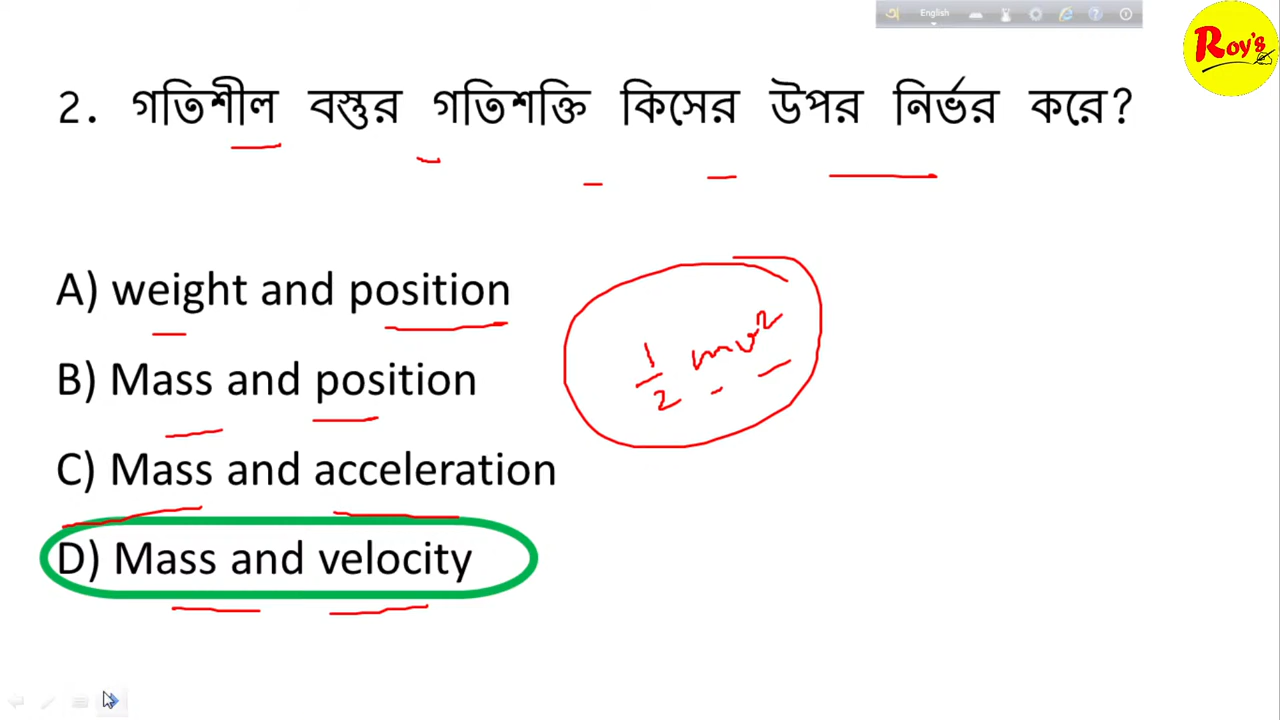 English
Roy's
2. গতিশীল বস্তুর গতিশক্তি কিসের উপর নির্ভর করে?
A) weight and position
B) Mass and position
C) Mass and acceleration
D) Mass and velocity
1/2 mv²